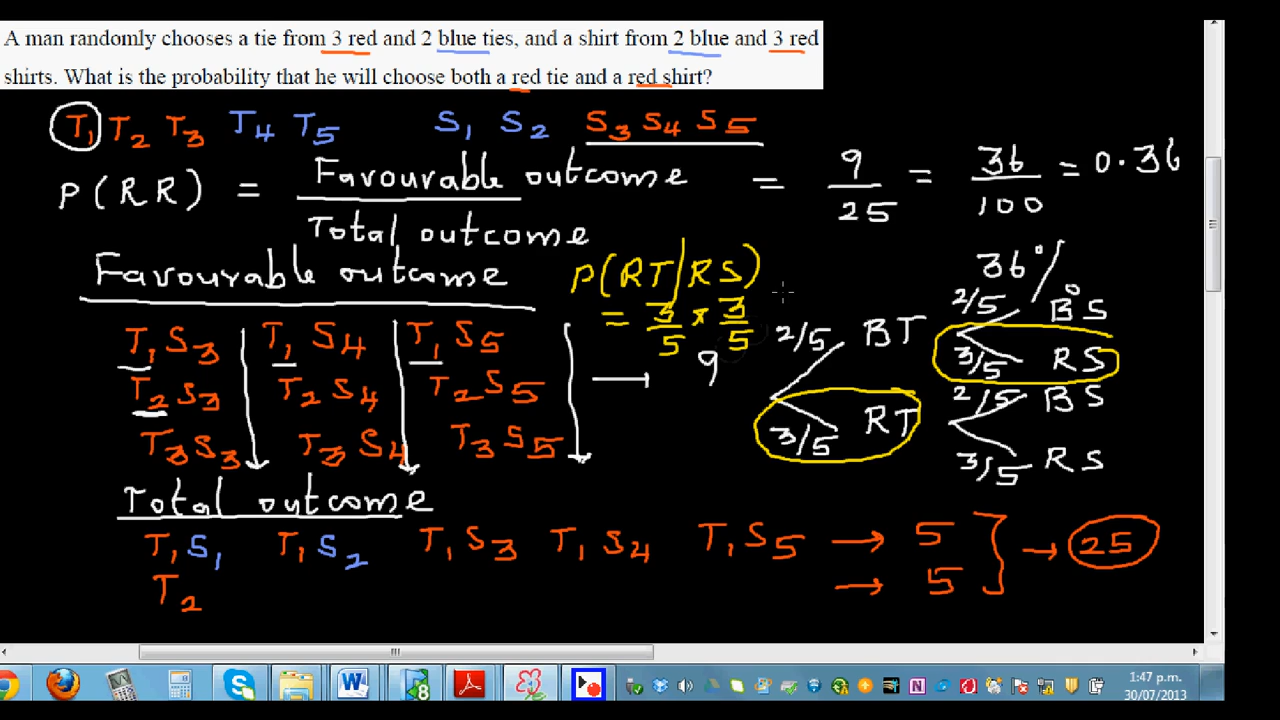 A man randomly chooses a tie from 3 red and 2 blue ties, and a shirt from 2 blue and 3 red
shirts. What is the probability that he will choose both a red tie and a red shirt?
T1 T2 T3 T4 T5 S1 S2 S3 S4 S5
P(RR) = Favourable outcome / Total outcome = 9/25 = 36/100 = 0.36
36%
Favourable outcome
P(RT/RS)
= 3/5 * 3/5
T1S3 T1S4 T1S5
T2S3 T2S4 T2S5
T3S3 T3S4 T3S5
9
2/5 BT
3/5 RT
2/5 BS
3/5 RS
2/5 BS
3/5 RS
Total outcome
T1S1 T1S2 T1S3 T1S4 T1S5 → 5
T2 → 5
} → 25
1:47 p.m.
30/07/2013